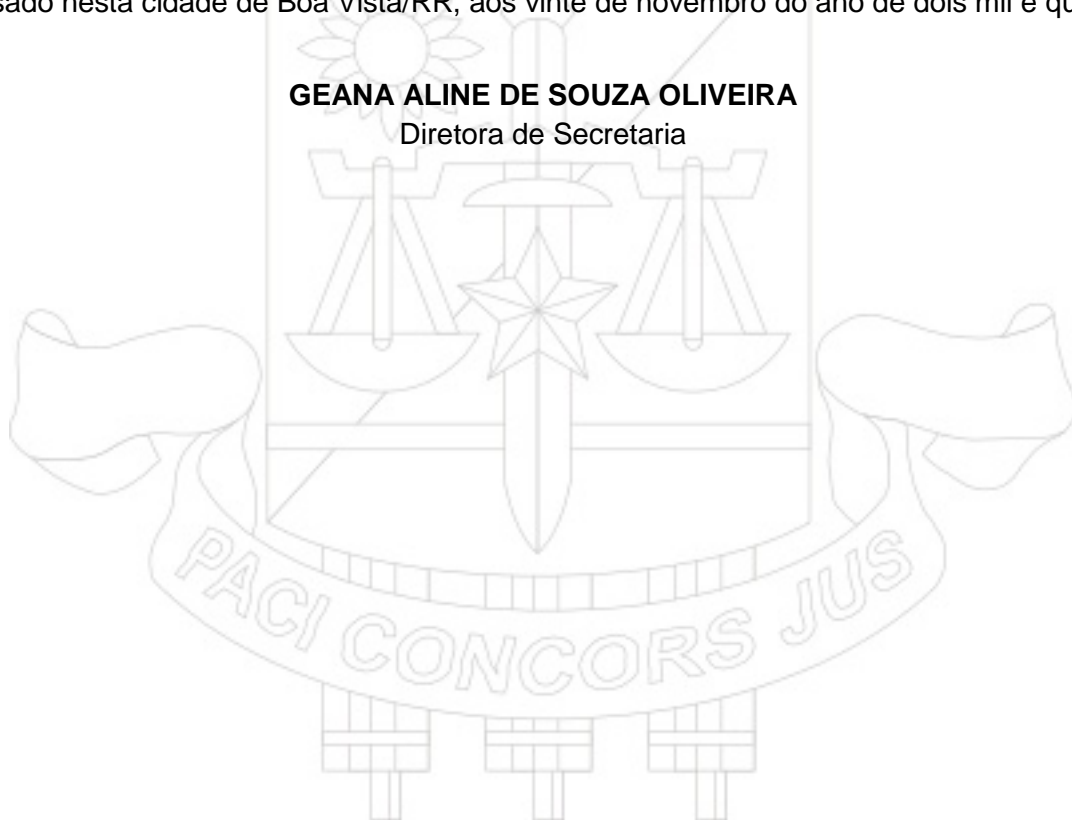 nesta cidade de Boa Vista/RR, aos vinte de novembro do ano de dois mil e
GEANA ALINE DE SOUZA OLIVEIRA
Diretora de Secretaria
PACI CONCORS JUS